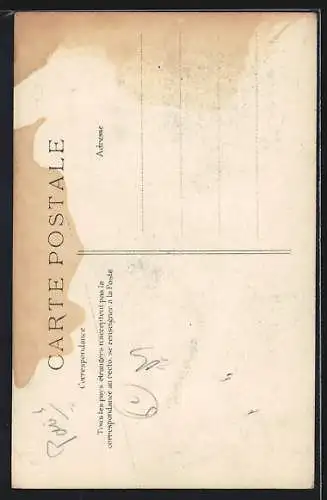 CARTE POSTALE
Correspondance
Tous les pays étrangers n'acceptent pas la
correspondance au recto, se renseigner à la Poste
Adresse